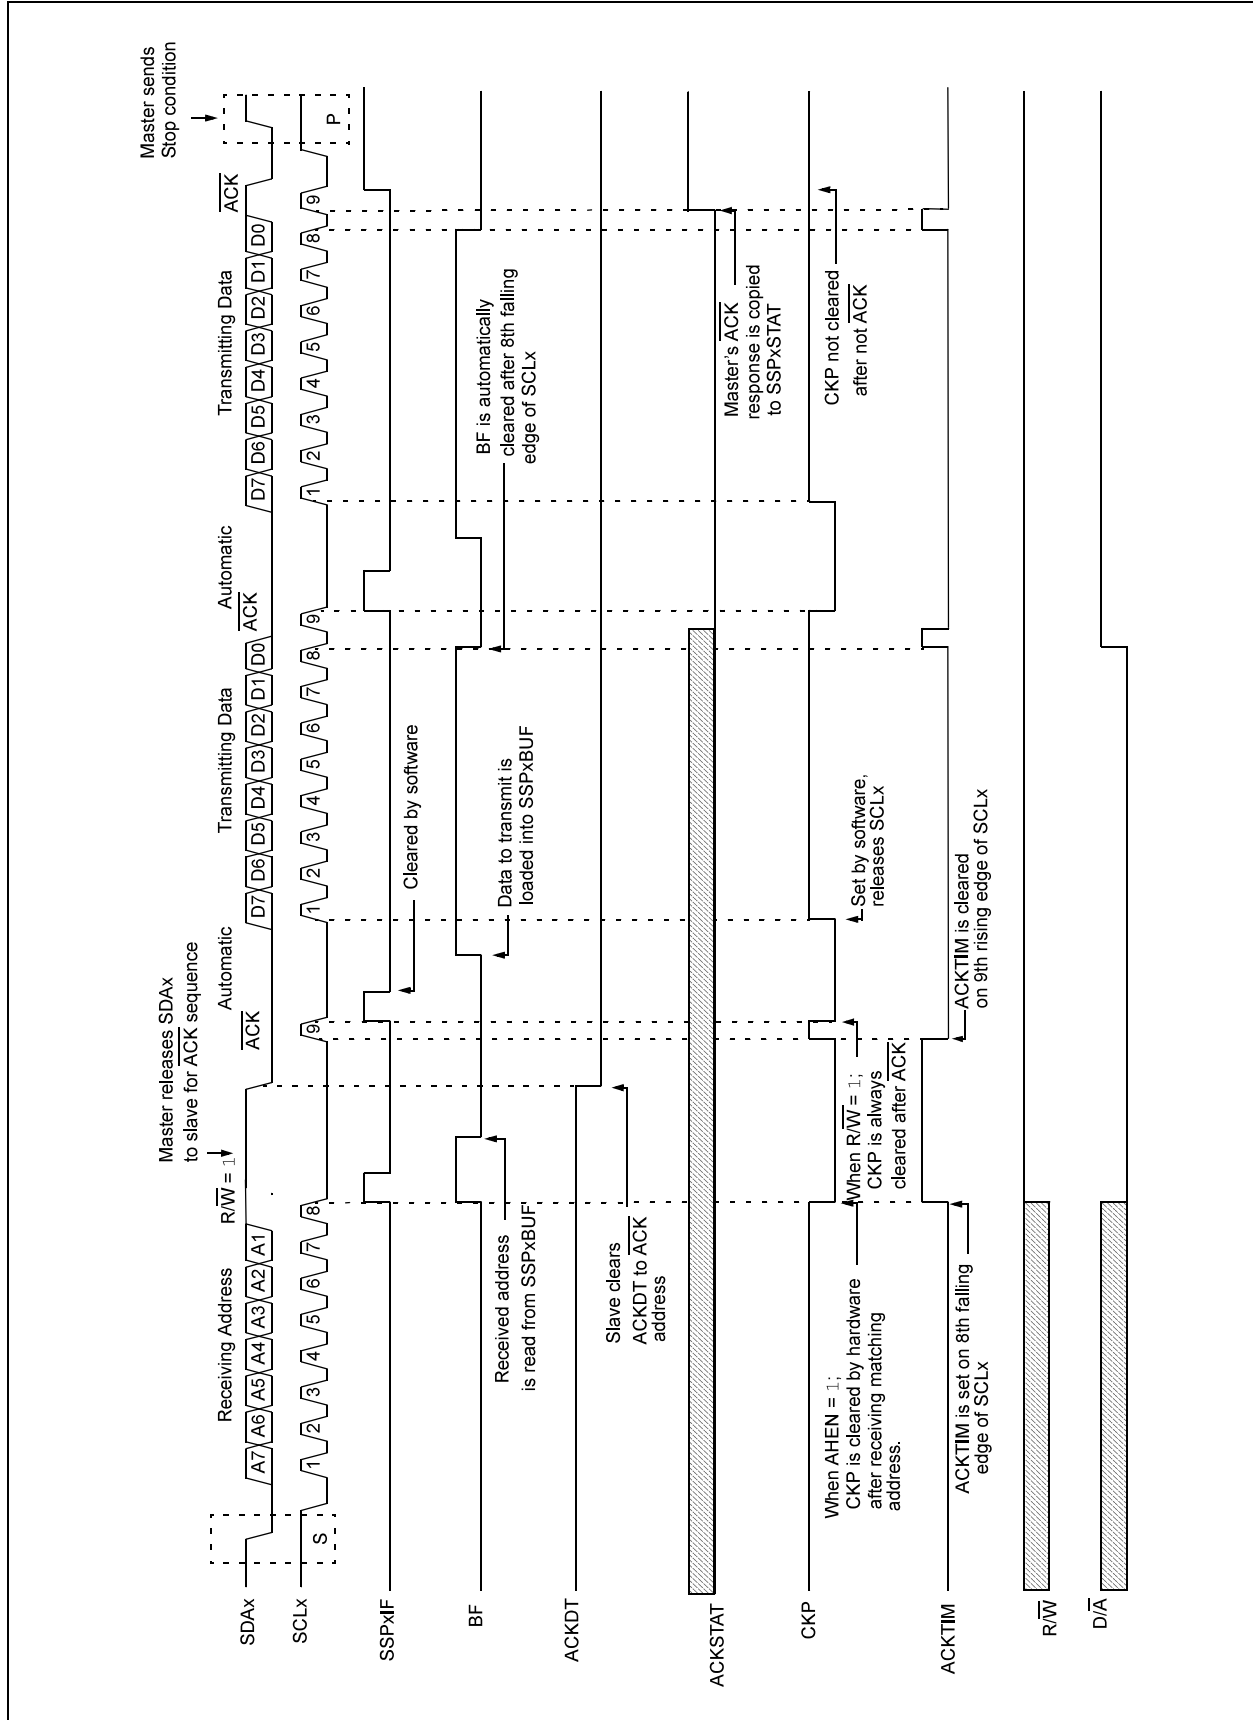 Master releases SDAx
to slave for ACK sequence
Master sends
Stop condition
Receiving Address
R/W = 1
Automatic
Transmitting Data
Automatic
Transmitting Data
ACK
ACK
ACK
SDAx
A7 A6 A5 A4 A3 A2 A1
D7 D6 D5 D4 D3 D2 D1 D0
D7 D6 D5 D4 D3 D2 D1 D0
SCLx
S
1 2 3 4 5 6 7 8 9
1 2 3 4 5 6 7 8 9
1 2 3 4 5 6 7 8 9
P
SSPxIF
Cleared by software
BF
Received address
is read from SSPxBUF
Data to transmit is
loaded into SSPxBUF
BF is automatically
cleared after 8th falling
edge of SCLx
ACKDT
Slave clears
ACKDT to ACK
address
ACKSTAT
Master's ACK
response is copied
to SSPxSTAT
CKP
When AHEN = 1;
CKP is cleared by hardware
after receiving matching
address.
When R/W = 1;
CKP is always
cleared after ACK
Set by software,
releases SCLx
CKP not cleared
after not ACK
ACKTIM
ACKTIM is set on 8th falling
edge of SCLx
ACKTIM is cleared
on 9th rising edge of SCLx
R/W
D/A